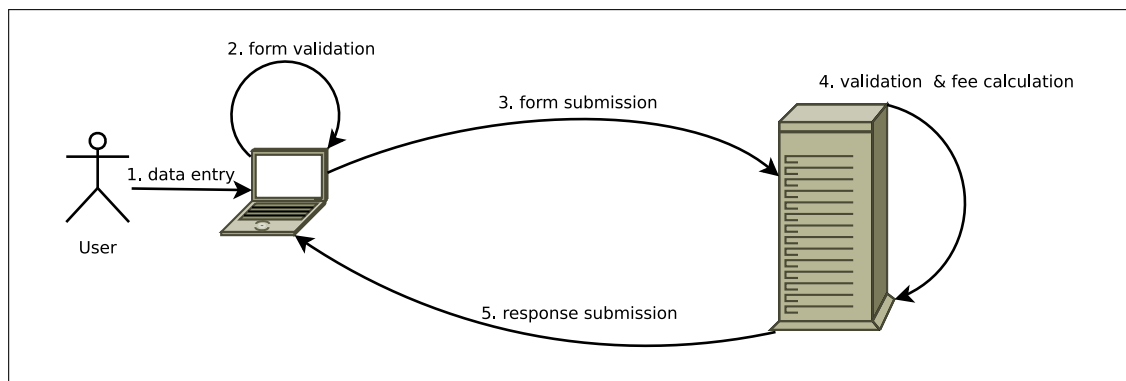 2. form validation
3. form submission
4. validation & fee calculation
1. data entry
User
5. response submission